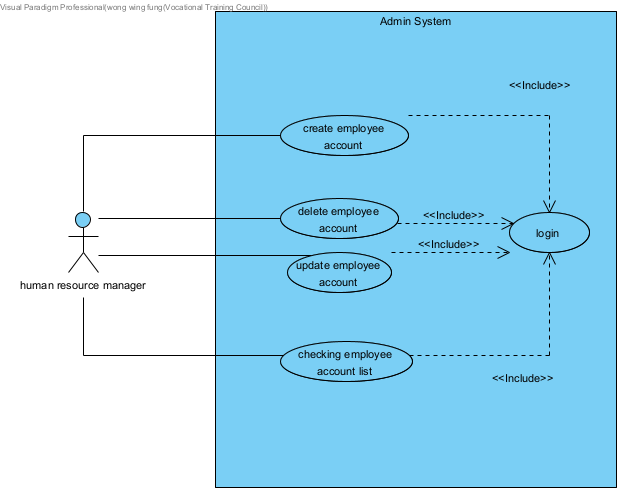 Visual Paradigm Professional(wong wing fung(Vocational Training Council))
Admin System
<<Include>>
create employee
account
delete employee
account
<<Include>>
login
<<Include>>
update employee
account
human resource manager
checking employee
account list
<<Include>>